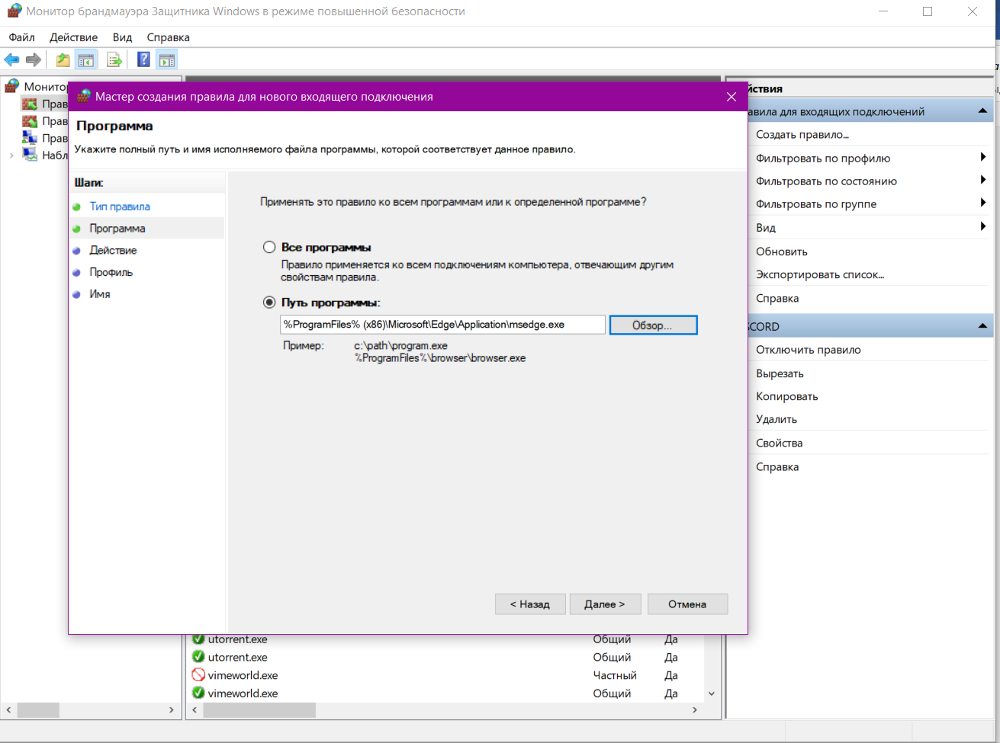 Монитор брандмауэра Защитника Windows в режиме повышенной безопасности
Файл Действие Вид Справка
Монитор
Прав
Прав
Прав
Набл
Мастер создания правила для нового входящего подключения
Программа
Укажите полный путь и имя исполняемого файла программы, которой соответствует данное правило.
Шаги:
Тип правила
Программа
Действие
Профиль
Имя
Применять это правило ко всем программам или к определенной программе?
Все программы
Правило применяется ко всем подключениям компьютера, отвечающим другим
свойствам правила.
Путь программы:
%ProgramFiles% (x86)\Microsoft\Edge\Application\msedge.exe
Обзор...
Пример: c:\path\program.exe
%ProgramFiles%\browser\browser.exe
< Назад Далее > Отмена
utorrent.exe Общий Да
utorrent.exe Общий Да
vimeworld.exe Частный Да
vimeworld.exe Общий Да
йствия
авила для входящих подключений
Создать правило...
Фильтровать по профилю
Фильтровать по состоянию
Фильтровать по группе
Вид
Обновить
Экспортировать список...
Справка
SCORD
Отключить правило
Вырезать
Копировать
Удалить
Свойства
Справка